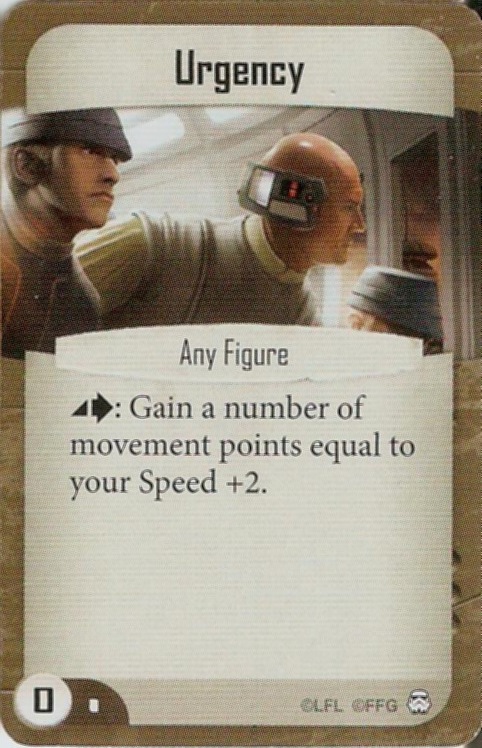 Urgency
Any Figure
: Gain a number of
movement points equal to
your Speed +2.
0
©LFL ©FFG